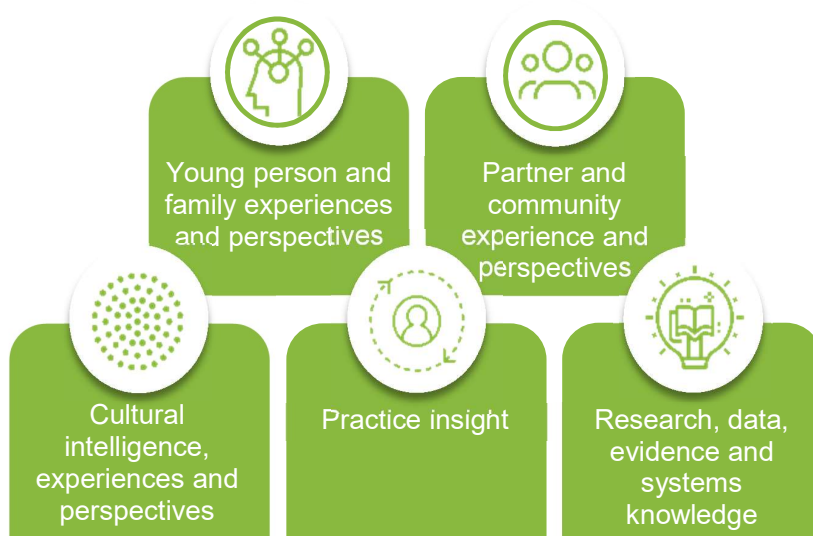 Young person and
family experiences
and perspectives
Partner and
community
experience and
perspectives
Cultural
intelligence,
experiences and
perspectives
Practice insight
Research, data,
evidence and
systems
knowledge